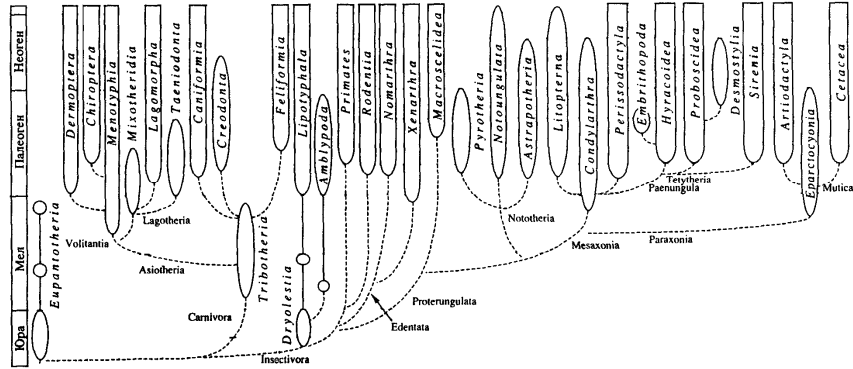 Неоген
Палеоген
Мел
Юра
Eupantotheria
Dermoptera
Chiroptera
Menotyphia
Mixotheridia
Lagomorpha
Taeniodonta
Caniformia
Creodonta
Tribotheria
Feliformia
Dryolestia
Lipotyphala
Amblypoda
Primates
Rodentia
Nomarthra
Xenarthra
Macroscelidea
Pyrotheria
Notoungulata
Astrapotheria
Litopterna
Condylarthra
Perissodactyla
Embrithopoda
Hyracoidea
Proboscidea
Desmostylia
Sirenia
Artiodactyla
Eparctocyonia
Cetacea
Volitantia
Lagotheria
Asiotheria
Carnivora
Insectivora
Edentata
Proterungulata
Nototheria
Mesaxonia
Paraxonia
Paenungula
Tetytheria
Mutica